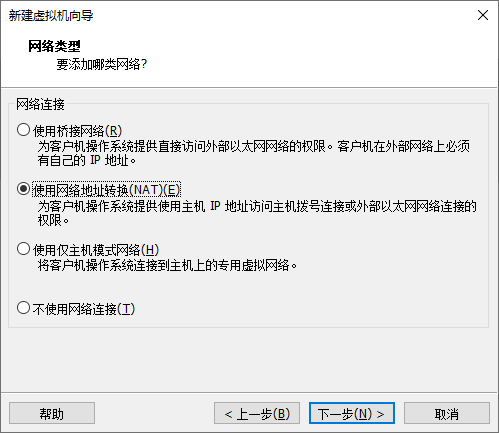 新建虚拟机向导
网络类型
要添加哪类网络?
网络连接
使用桥接网络(R)
为客户机操作系统提供直接访问外部以太网网络的权限。客户机在外部网络上必须
有自己的 IP 地址。
使用网络地址转换(NAT)(E)
为客户机操作系统提供使用主机 IP 地址访问主机拨号连接或外部以太网网络连接的
权限。
使用仅主机模式网络(H)
将客户机操作系统连接到主机上的专用虚拟网络。
不使用网络连接(T)
帮助
< 上一步(B)
下一步(N) >
取消